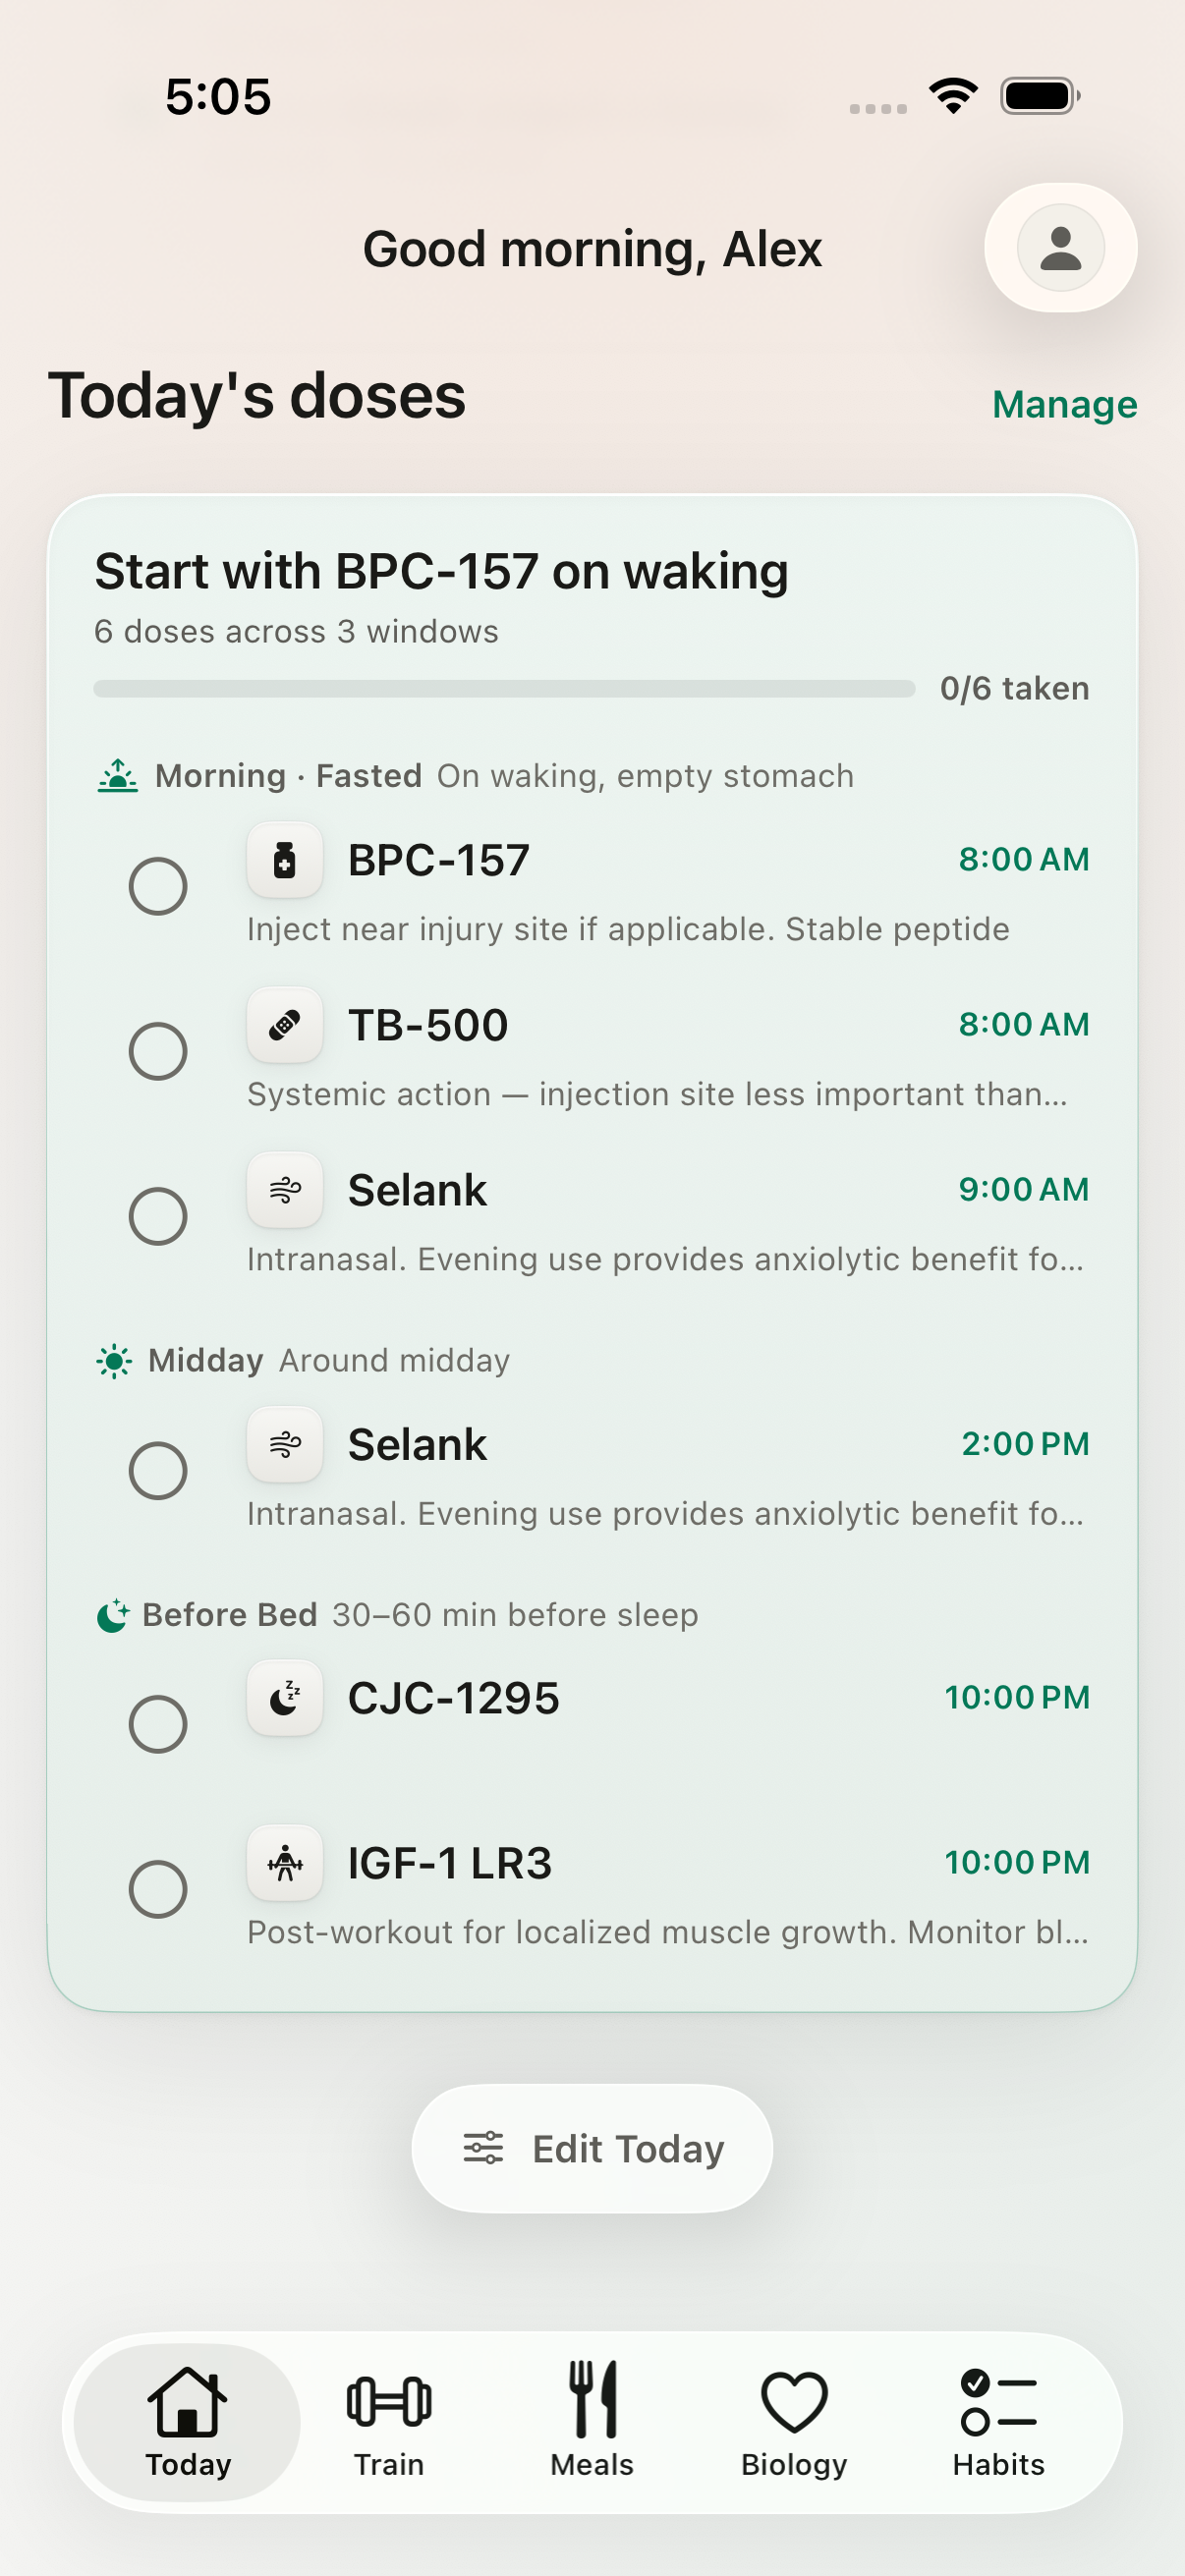 5:05
Good morning, Alex
Today's doses
Manage
Start with BPC-157 on waking
6 doses across 3 windows
0/6 taken
Morning · Fasted On waking, empty stomach
BPC-157 8:00 AM
Inject near injury site if applicable. Stable peptide
TB-500 8:00 AM
Systemic action — injection site less important than...
Selank 9:00 AM
Intranasal. Evening use provides anxiolytic benefit fo...
Midday Around midday
Selank 2:00 PM
Intranasal. Evening use provides anxiolytic benefit fo...
Before Bed 30–60 min before sleep
CJC-1295 10:00 PM
IGF-1 LR3 10:00 PM
Post-workout for localized muscle growth. Monitor bl...
Edit Today
Today Train Meals Biology Habits